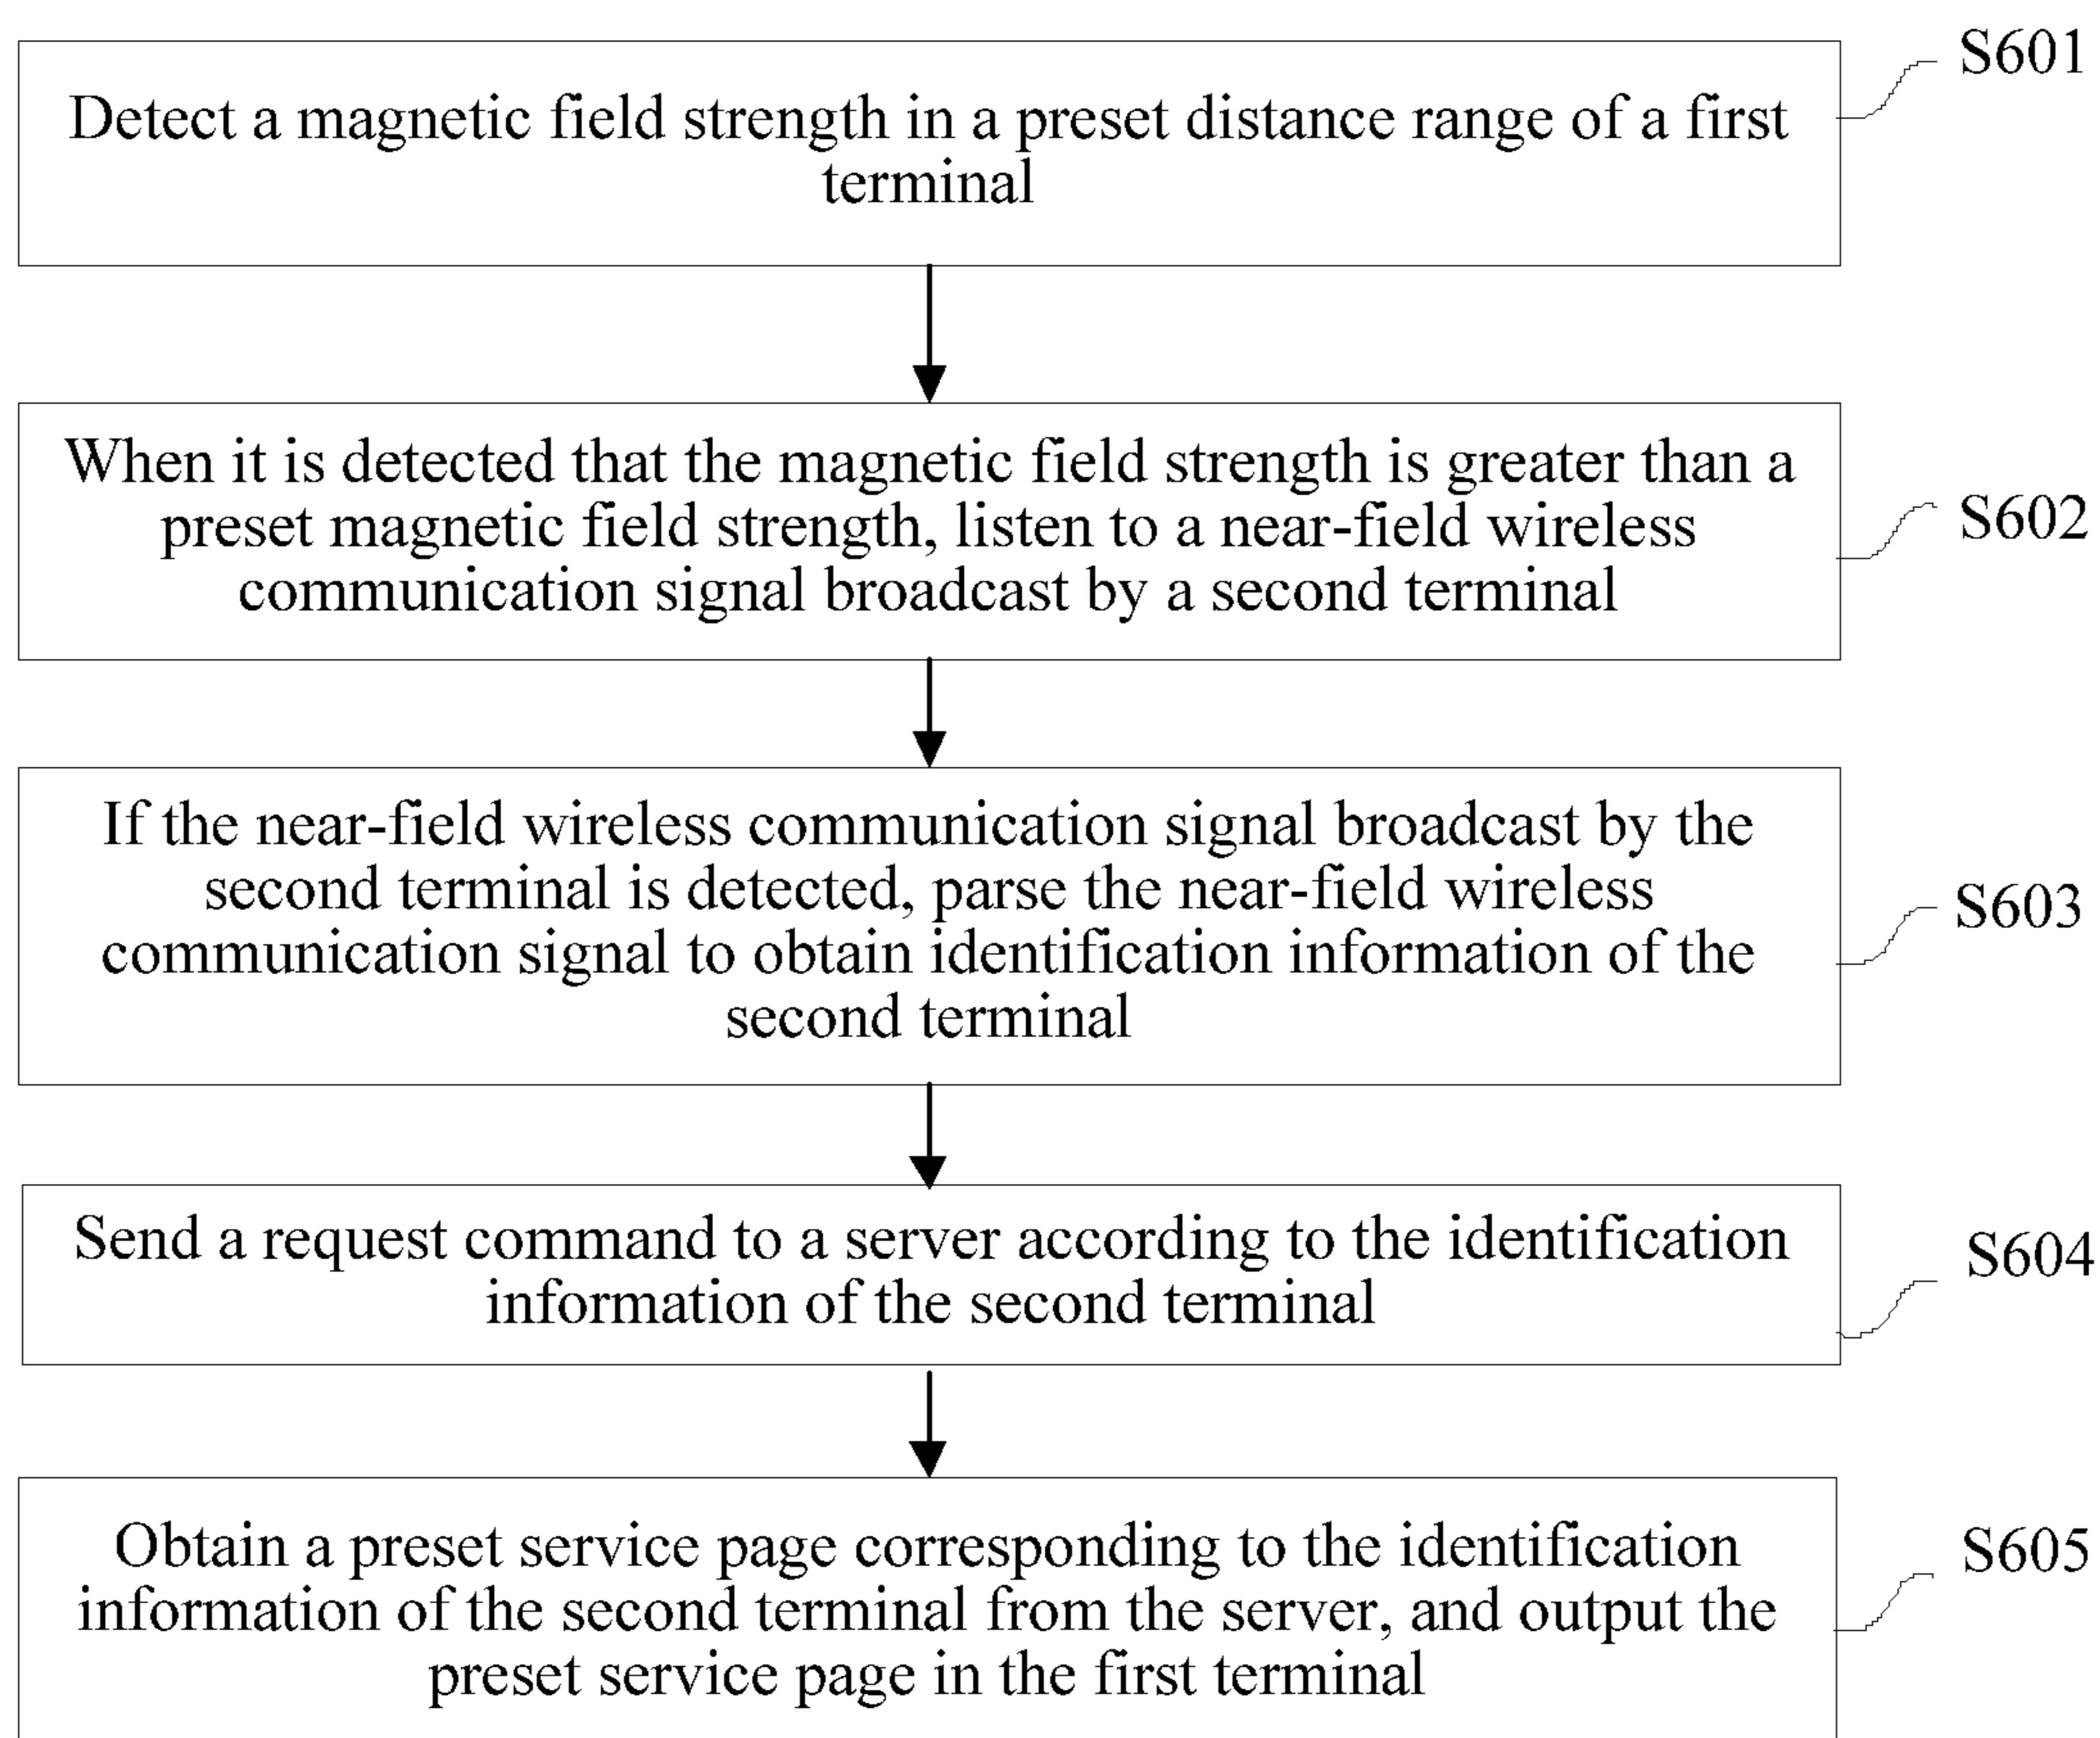 S601
Detect a magnetic field strength in a preset distance range of a first
terminal
When it is detected that the magnetic field strength is greater than a
preset magnetic field strength, listen to a near-field wireless
communication signal broadcast by a second terminal
S602
If the near-field wireless communication signal broadcast by the
second terminal is detected, parse the near-field wireless
communication signal to obtain identification information of the
second terminal
S603
Send a request command to a server according to the identification
information of the second terminal
S604
Obtain a preset service page corresponding to the identification
information of the second terminal from the server, and output the
preset service page in the first terminal
S605